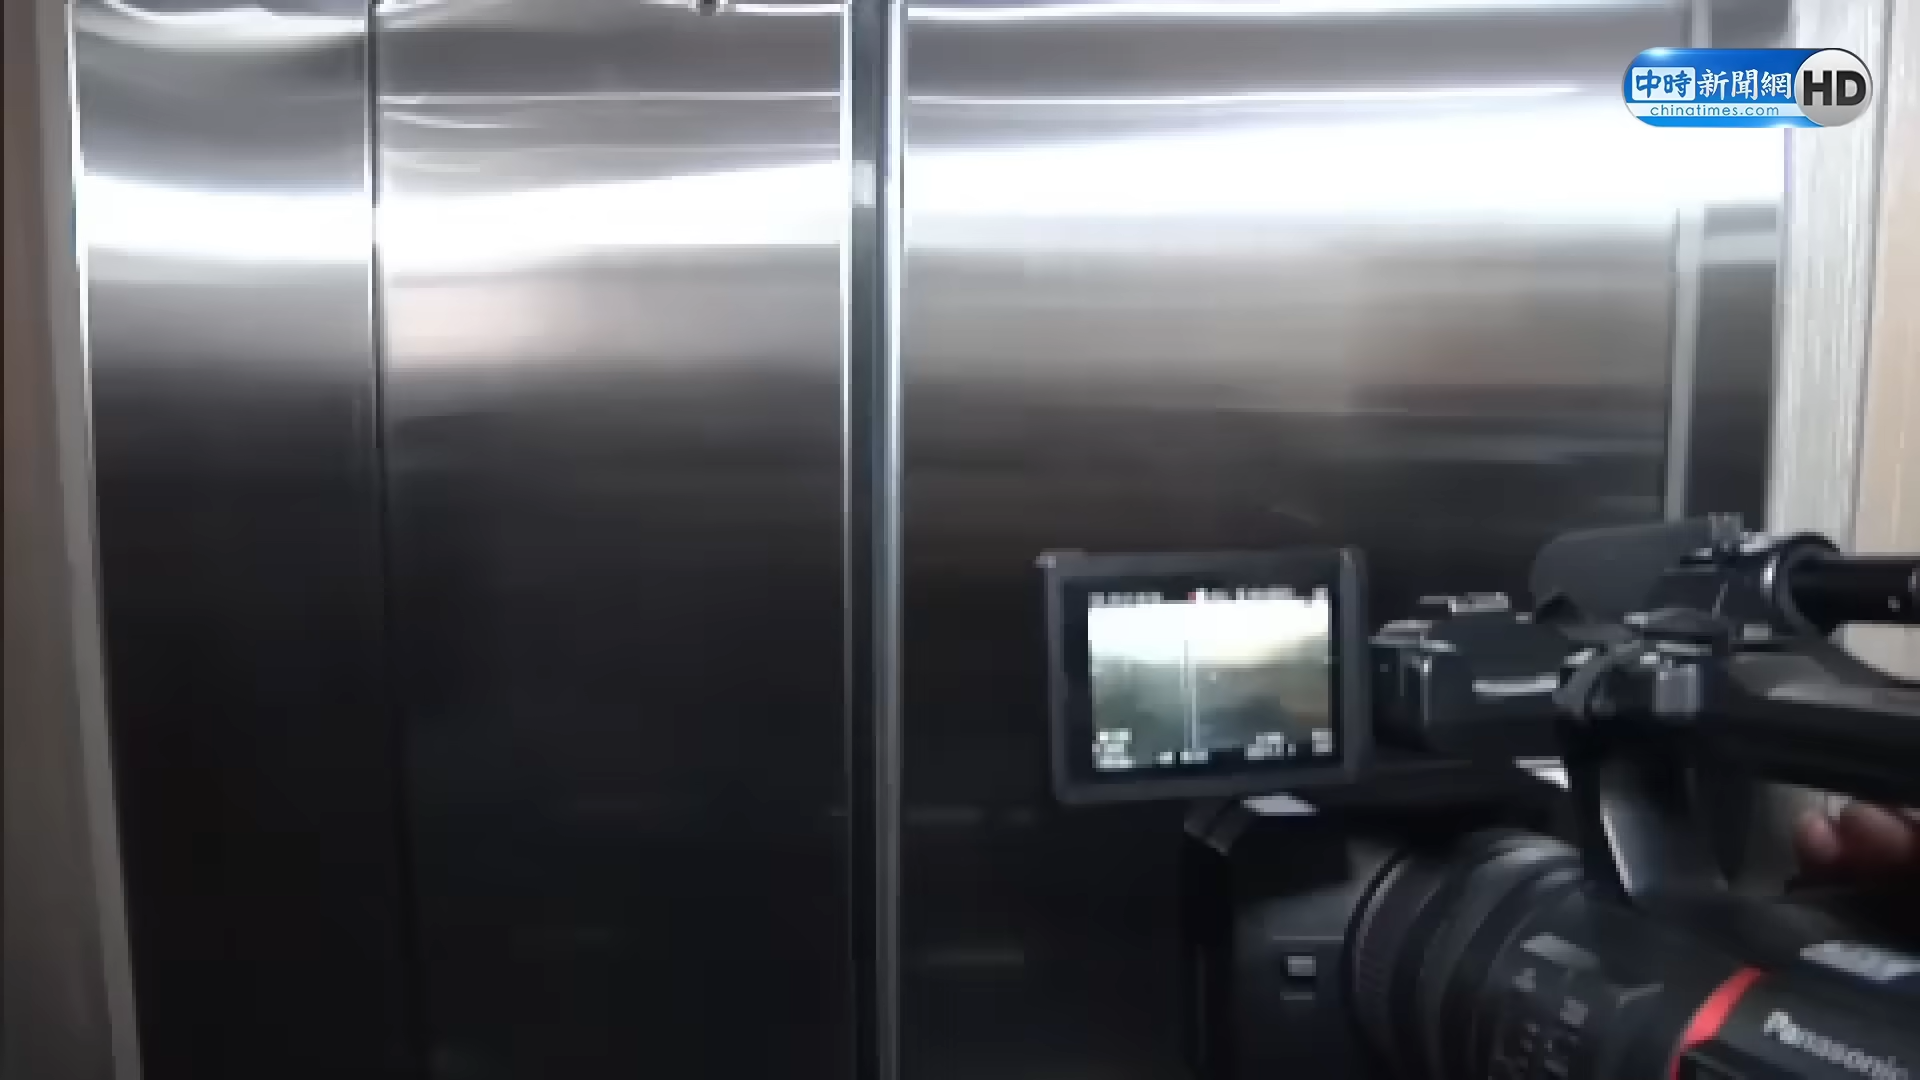 中時新聞網 HD
chinatimes.com
Panasonic